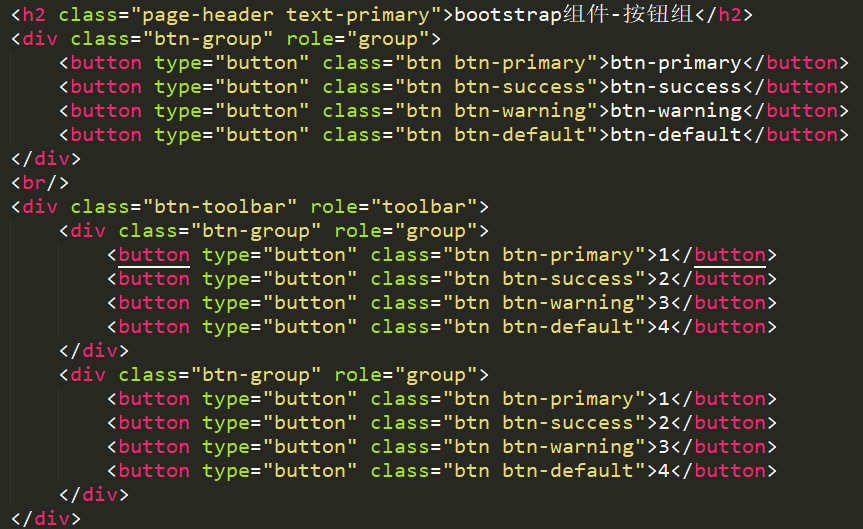 <h2 class="page-header text-primary">bootstrap组件-按钮组</h2>
<div class="btn-group" role="group">
    <button type="button" class="btn btn-primary">btn-primary</button>
    <button type="button" class="btn btn-success">btn-success</button>
    <button type="button" class="btn btn-warning">btn-warning</button>
    <button type="button" class="btn btn-default">btn-default</button>
</div>
<br/>
<div class="btn-toolbar" role="toolbar">
    <div class="btn-group" role="group">
        <button type="button" class="btn btn-primary">1</button>
        <button type="button" class="btn btn-success">2</button>
        <button type="button" class="btn btn-warning">3</button>
        <button type="button" class="btn btn-default">4</button>
    </div>
    <div class="btn-group" role="group">
        <button type="button" class="btn btn-primary">1</button>
        <button type="button" class="btn btn-success">2</button>
        <button type="button" class="btn btn-warning">3</button>
        <button type="button" class="btn btn-default">4</button>
    </div>
</div>